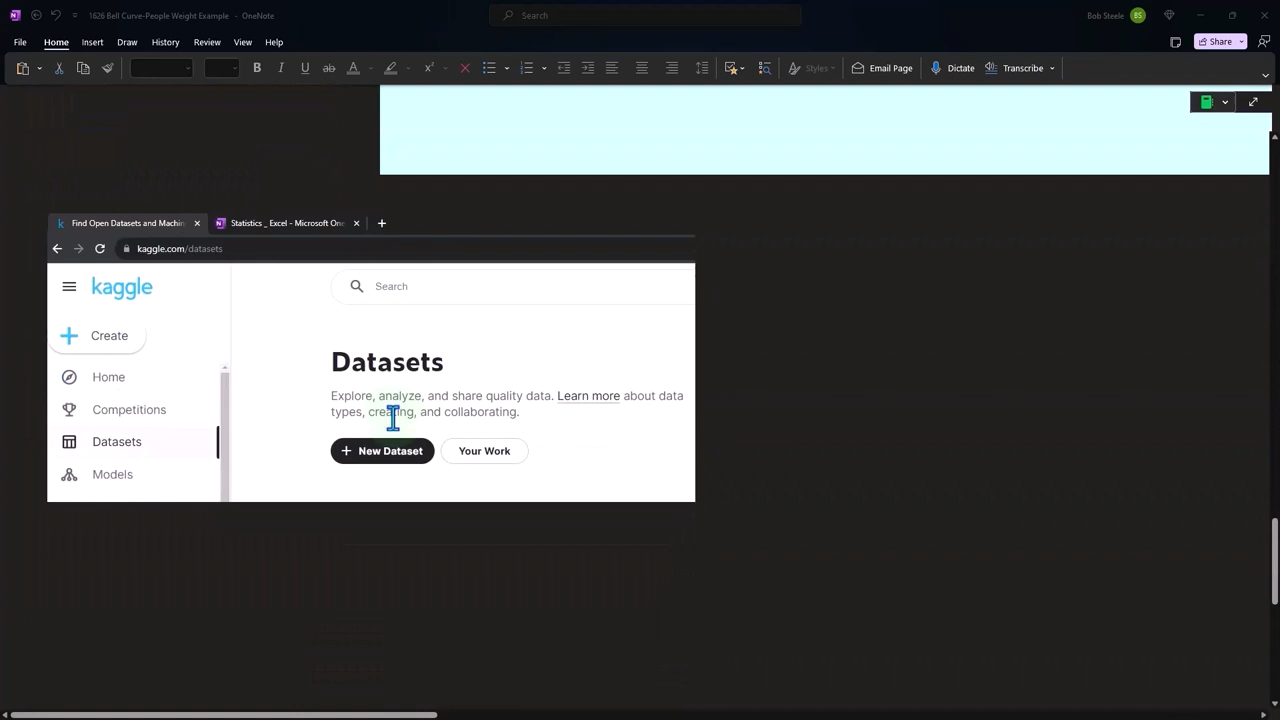 1626 Bell Curve-People Weight Example - OneNote
Search
Bob Steele
BS
File Home Insert Draw History Review View Help
Share
Styles
Email Page
Dictate
Transcribe
Find Open Datasets and Machin
Statistics _ Excel - Microsoft One
kaggle.com/datasets
kaggle
Search
Create
Datasets
Home
Explore, analyze, and share quality data. Learn more about data
types, creating, and collaborating.
Competitions
Datasets
New Dataset
Your Work
Models